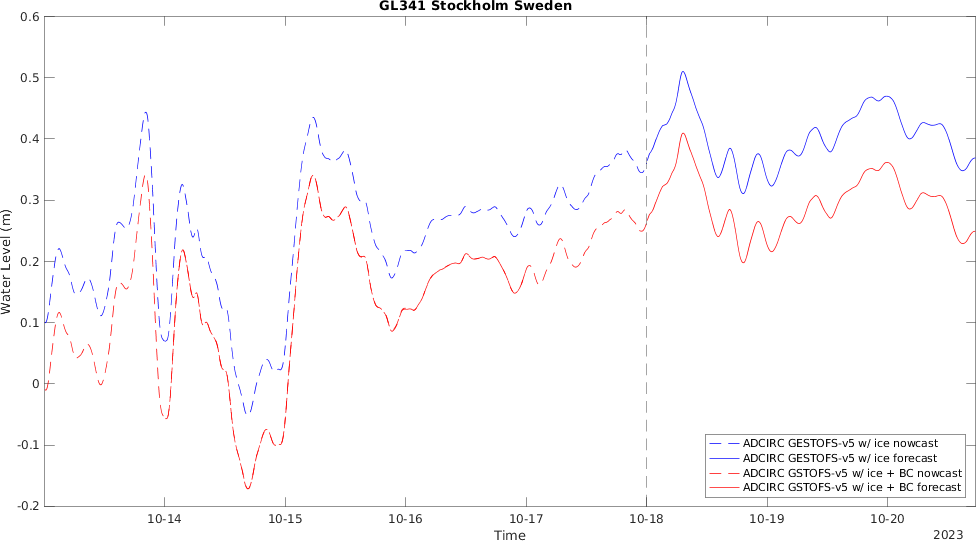 GL341 Stockholm Sweden
0.6
0.5
0.4
0.3
0.2
0.1
0
-0.1
-0.2
Water Level (m)
10-14 10-15 10-16 10-17 10-18 10-19 10-20
Time
2023
ADCIRC GESTOFS-v5 w/ ice nowcast
ADCIRC GESTOFS-v5 w/ ice forecast
ADCIRC GSTOFS-v5 w/ ice + BC nowcast
ADCIRC GSTOFS-v5 w/ ice + BC forecast